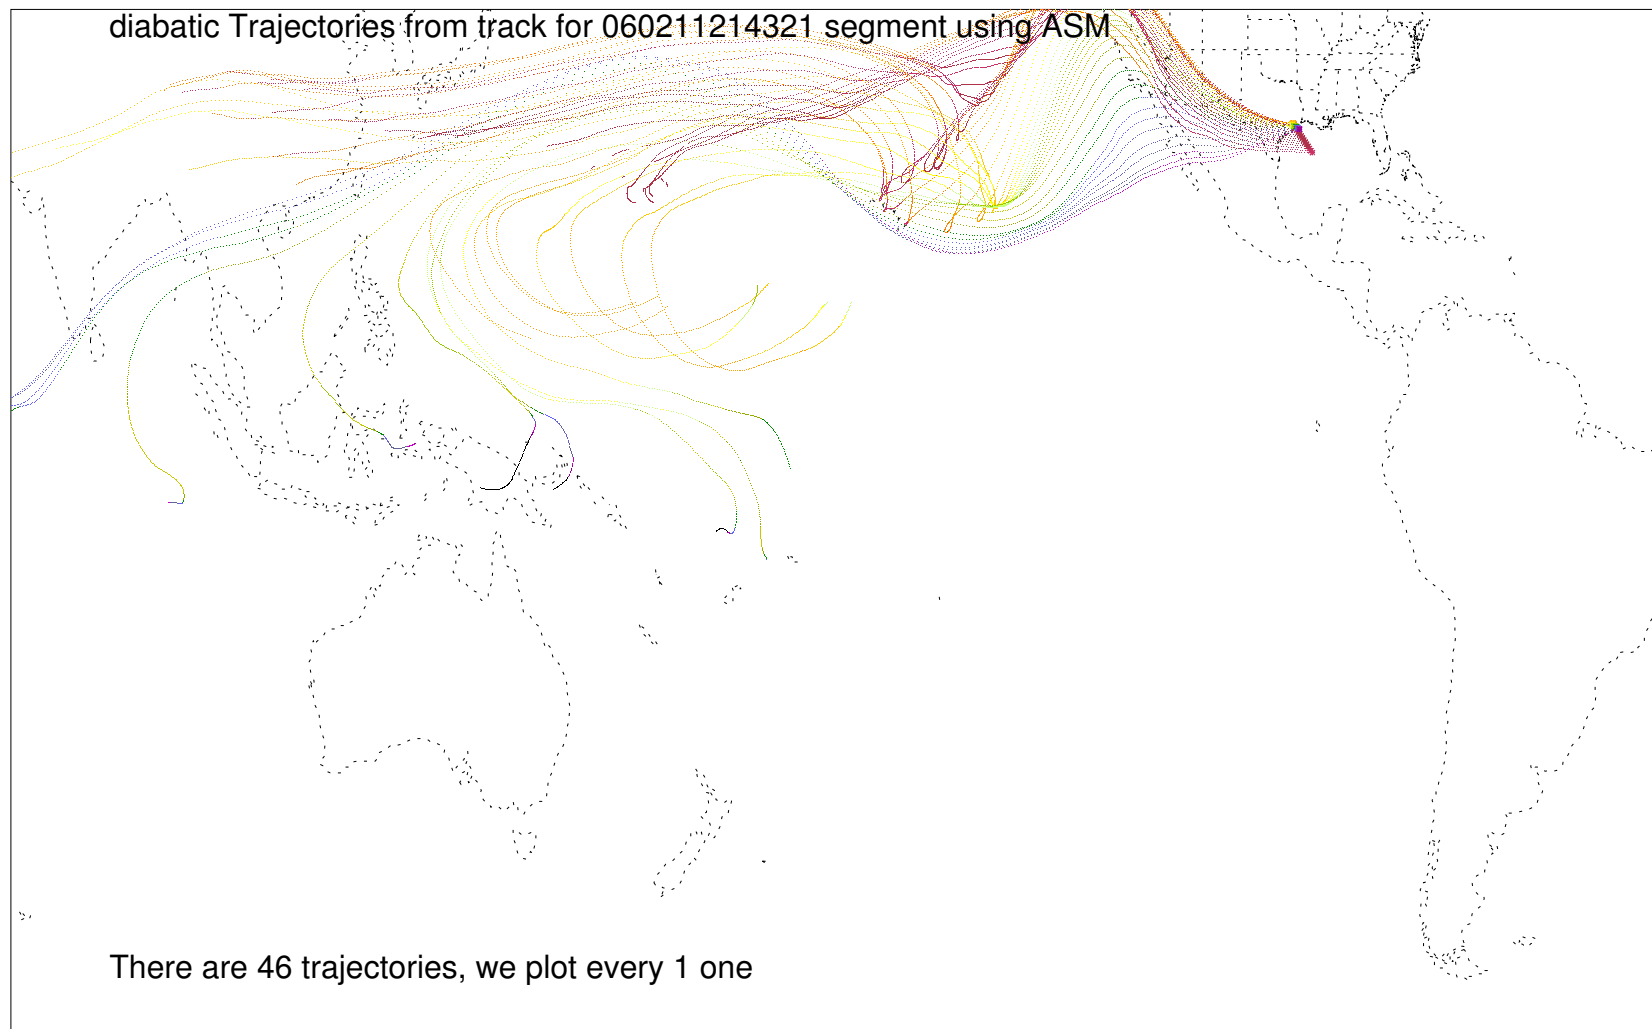 diabatic Trajectories from track for 060211214321 segment using ASM
There are 46 trajectories, we plot every 1 one